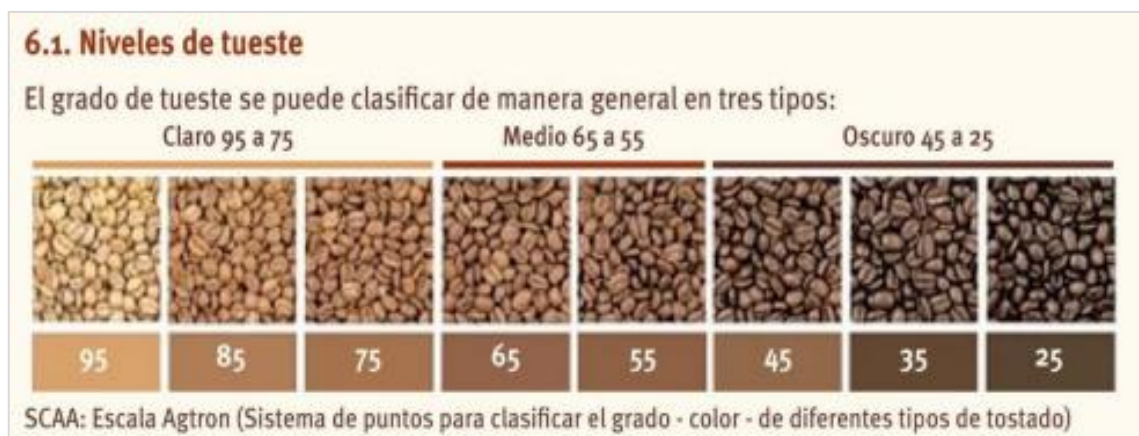 6.1. Niveles de tueste
El grado de tueste se puede clasificar de manera general en tres tipos:
Claro 95 a 75 Medio 65 a 55 Oscuro 45 a 25
95 85 75 65 55 45 35 25
SCAA: Escala Agtron (Sistema de puntos para clasificar el grado - color - de diferentes tipos de tostado)